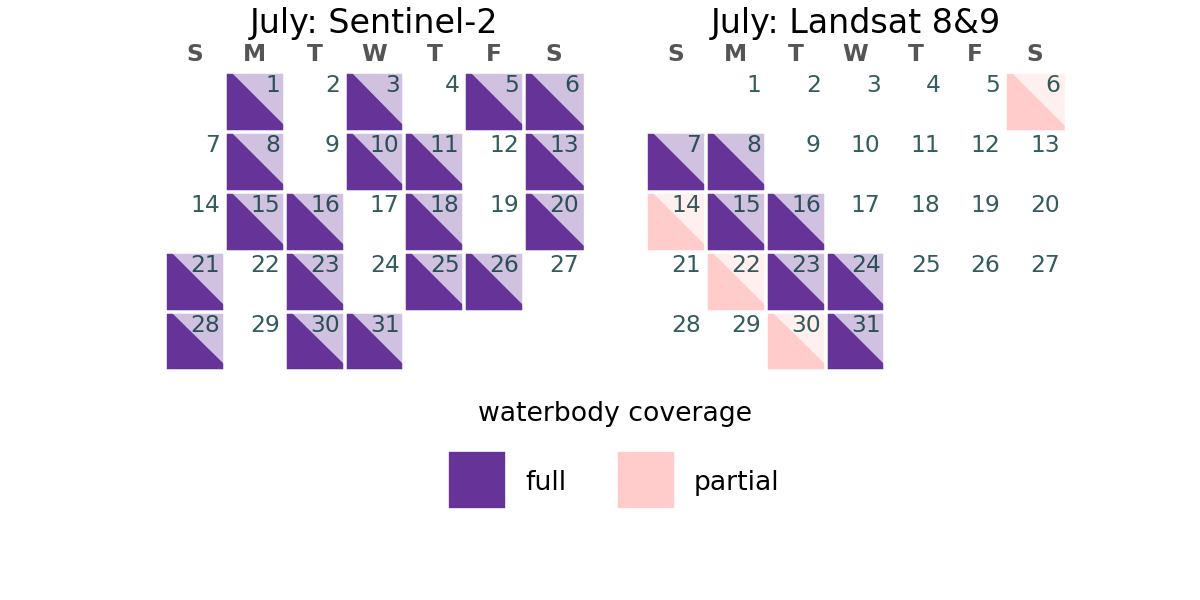 July: Sentinel-2
S M T W T F S
1 2 3 4 5 6
7 8 9 10 11 12 13
14 15 16 17 18 19 20
21 22 23 24 25 26 27
28 29 30 31
July: Landsat 8&9
S M T W T F S
1 2 3 4 5 6
7 8 9 10 11 12 13
14 15 16 17 18 19 20
21 22 23 24 25 26 27
28 29 30 31
waterbody coverage
full partial